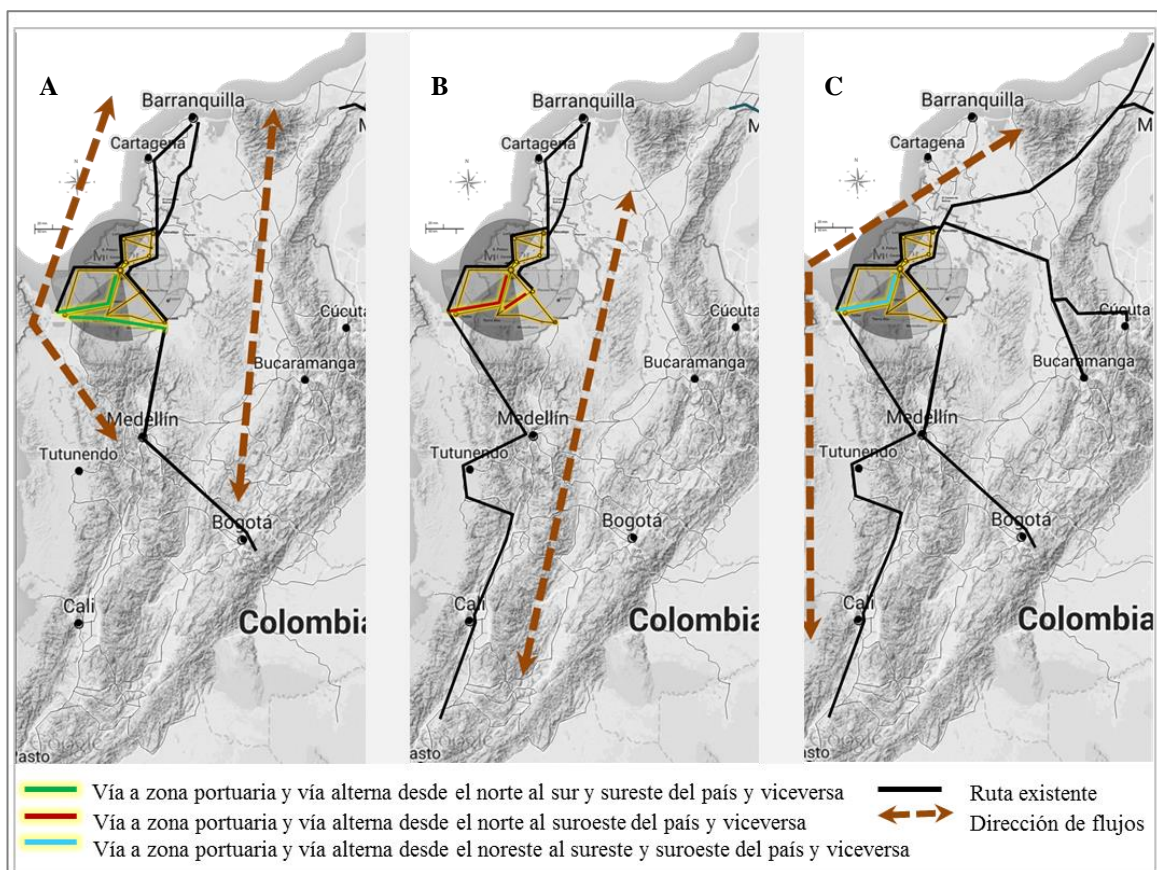 A
Barranquilla
Cartagena
M
Cúcuta
Bucaramanga
Medellín
Tutunendo
Bogotá
Cali
Colombia
asto
B
Barranquilla
Cartagena
M
Cúcuta
Bucaramanga
Medellín
Tutunendo
Bogotá
Cali
Colombia
Pasto
C
Barranquilla
Cartagena
M
Cúcuta
Bucaramanga
Medellín
Tutunendo
Bogotá
Cali
Colombia
Pasto
Vía a zona portuaria y vía alterna desde el norte al sur y sureste del país y viceversa
Vía a zona portuaria y vía alterna desde el norte al suroeste del país y viceversa
Vía a zona portuaria y vía alterna desde el noreste al sureste y suroeste del país y viceversa
Ruta existente
Dirección de flujos